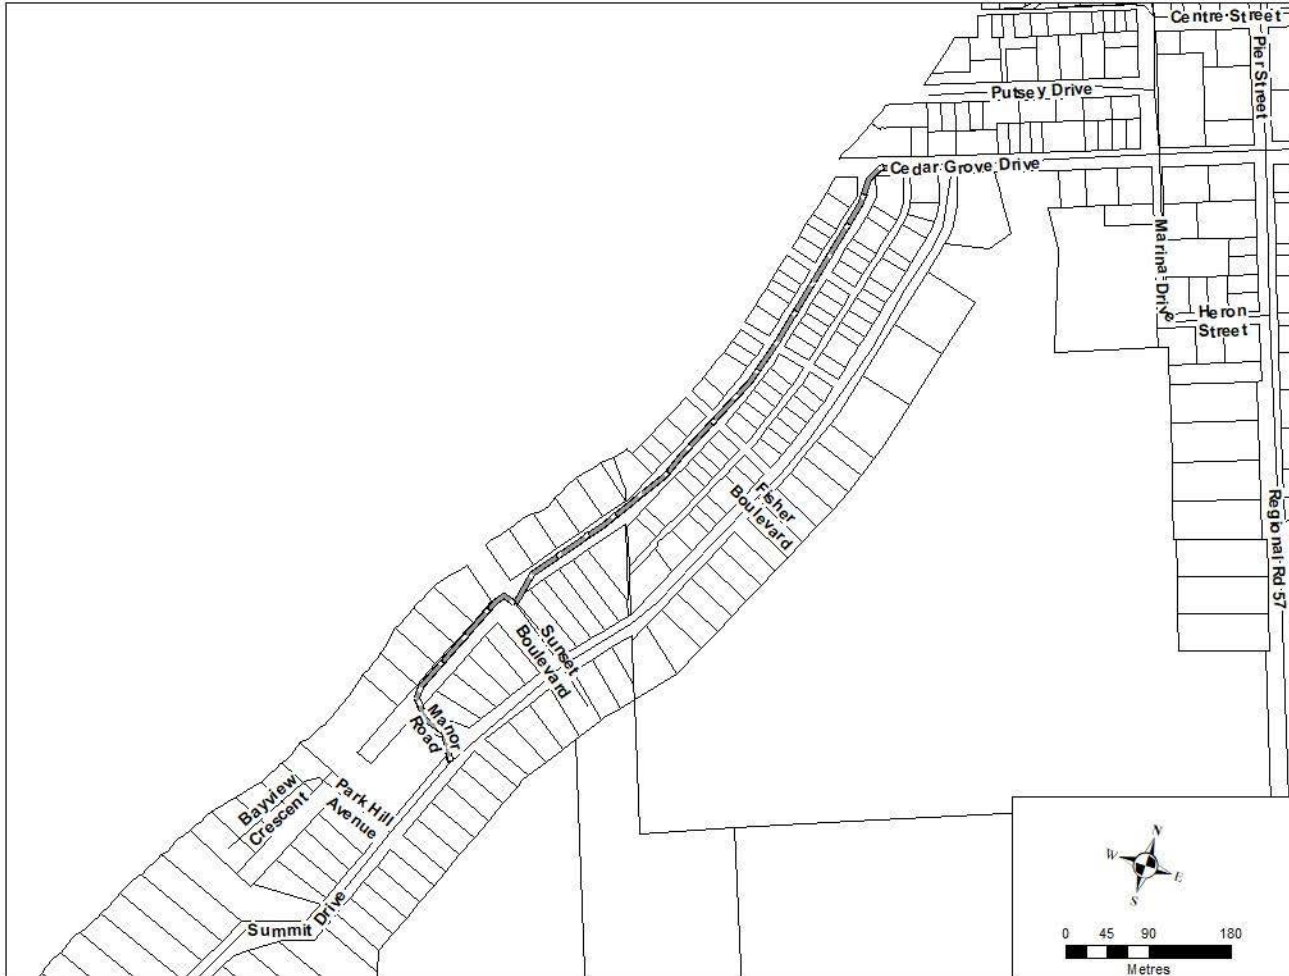 Centre Street
Pier Street
Putsey Drive
Cedar Grove Drive
Marina Drive
Heron
Street
Regional Rd 57
Fisher
Boulevard
Sunset
Boulevard
Manor
Road
Park Hill
Avenue
Bayview
Crescent
Summit Drive
N
W
E
S
0 45 90 180
Metres